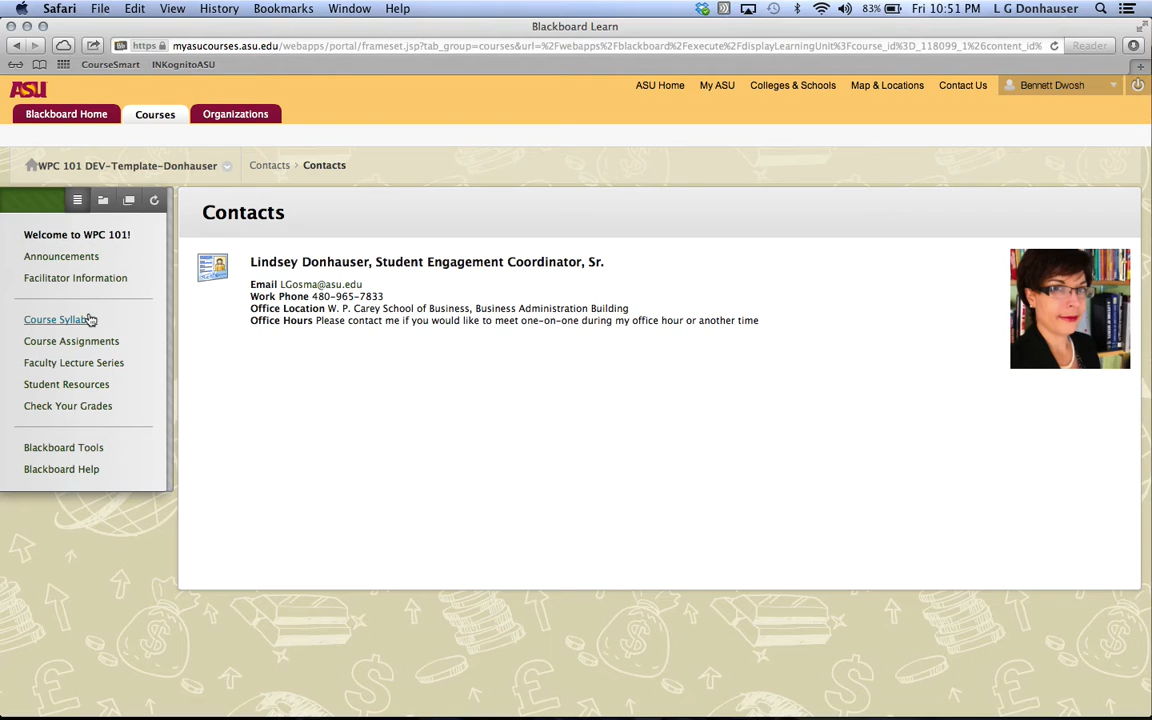 Safari File Edit View History Bookmarks Window Help 83% Fri 10:51 PM L G Donhauser
Blackboard Learn
https myasucourses.asu.edu/webapps/portal/frameset.jsp?tab_group=courses&url=%2Fwebapps%2Fblackboard%2Fexecute%2FdisplayLearningUnit%3Fcourse_id%3D_118099_1%26content_id% Reader
CourseSmart INKognitoASU
ASU ASU Home My ASU Colleges & Schools Map & Locations Contact Us Bennett Dwosh
Blackboard Home Courses Organizations
WPC 101 DEV-Template-Donhauser Contacts > Contacts
Contacts
Welcome to WPC 101!
Announcements
Facilitator Information
Course Syllab
Course Assignments
Faculty Lecture Series
Student Resources
Check Your Grades
Blackboard Tools
Blackboard Help
Lindsey Donhauser, Student Engagement Coordinator, Sr.
Email LGosma@asu.edu
Work Phone 480-965-7833
Office Location W. P. Carey School of Business, Business Administration Building
Office Hours Please contact me if you would like to meet one-on-one during my office hour or another time